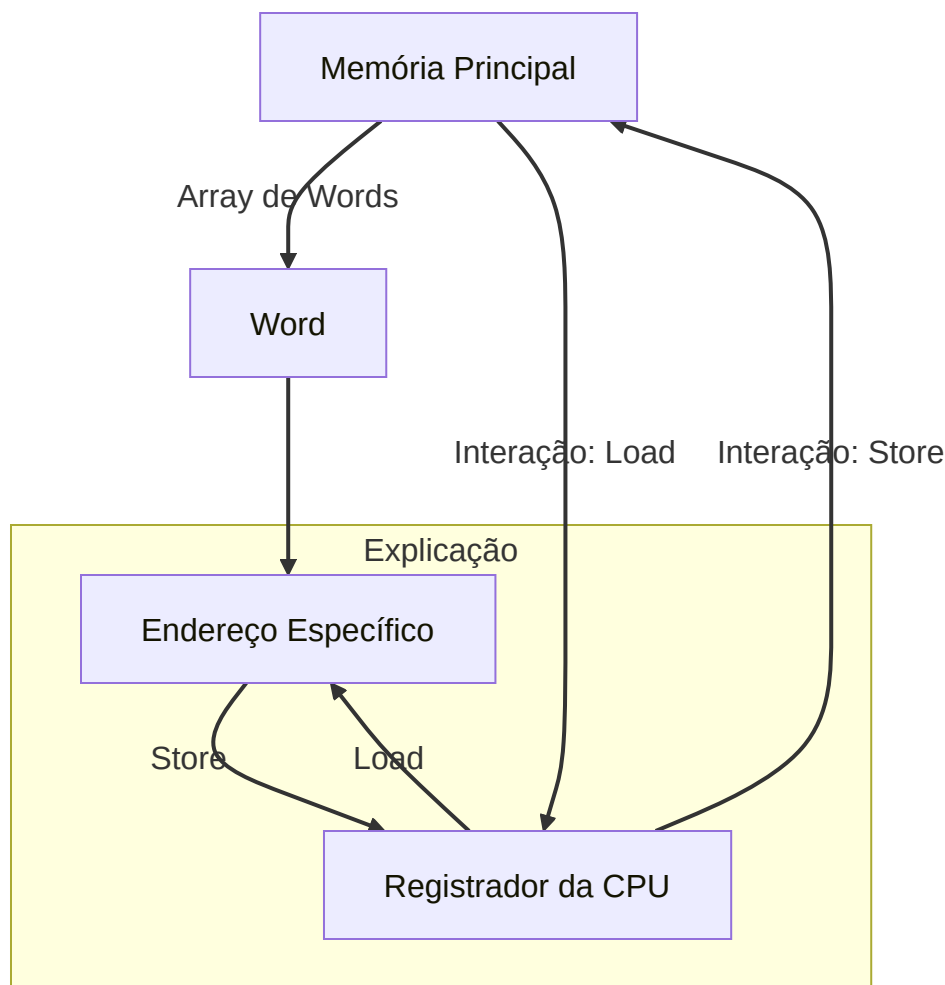 Memória Principal
Array de Words
Word
Interação: Load
Interação: Store
Explicação
Endereço Específico
Store
Load
Registrador da CPU